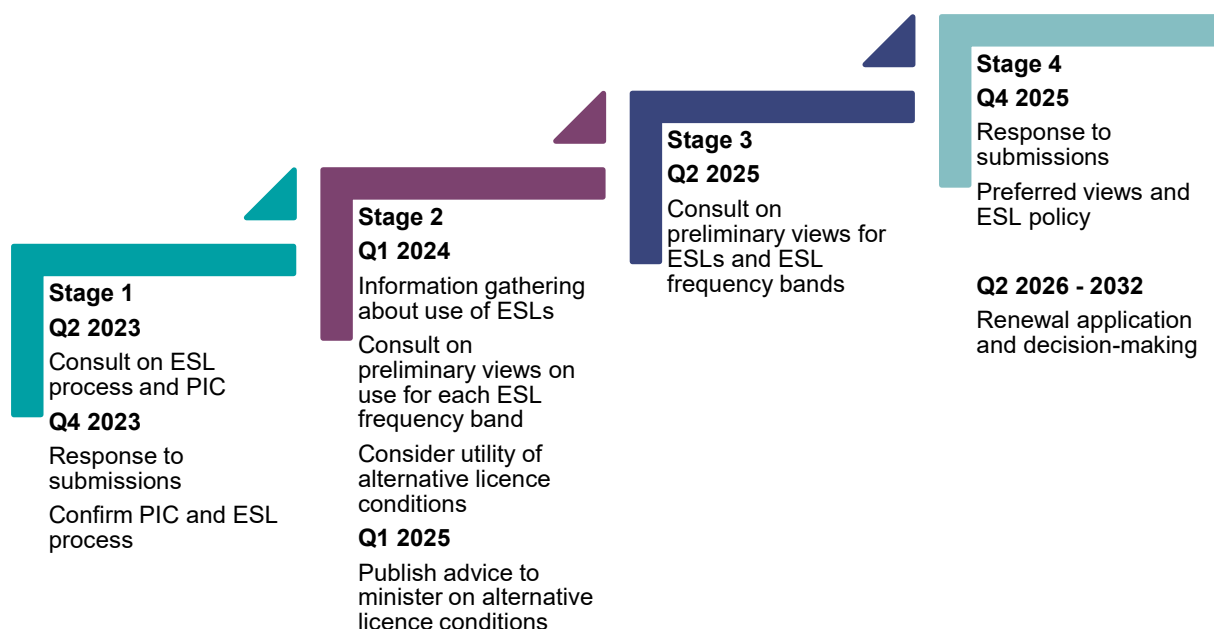 Stage 1
Q2 2023
Consult on ESL
process and PIC
Q4 2023
Response to
submissions
Confirm PIC and ESL
process
Stage 2
Q1 2024
Information gathering
about use of ESLs
Consult on
preliminary views on
use for each ESL
frequency band
Consider utility of
alternative licence
conditions
Q1 2025
Publish advice to
minister on alternative
licence conditions
Stage 3
Q2 2025
Consult on
preliminary views for
ESLs and ESL
frequency bands
Stage 4
Q4 2025
Response to
submissions
Preferred views and
ESL policy
Q2 2026 - 2032
Renewal application
and decision-making